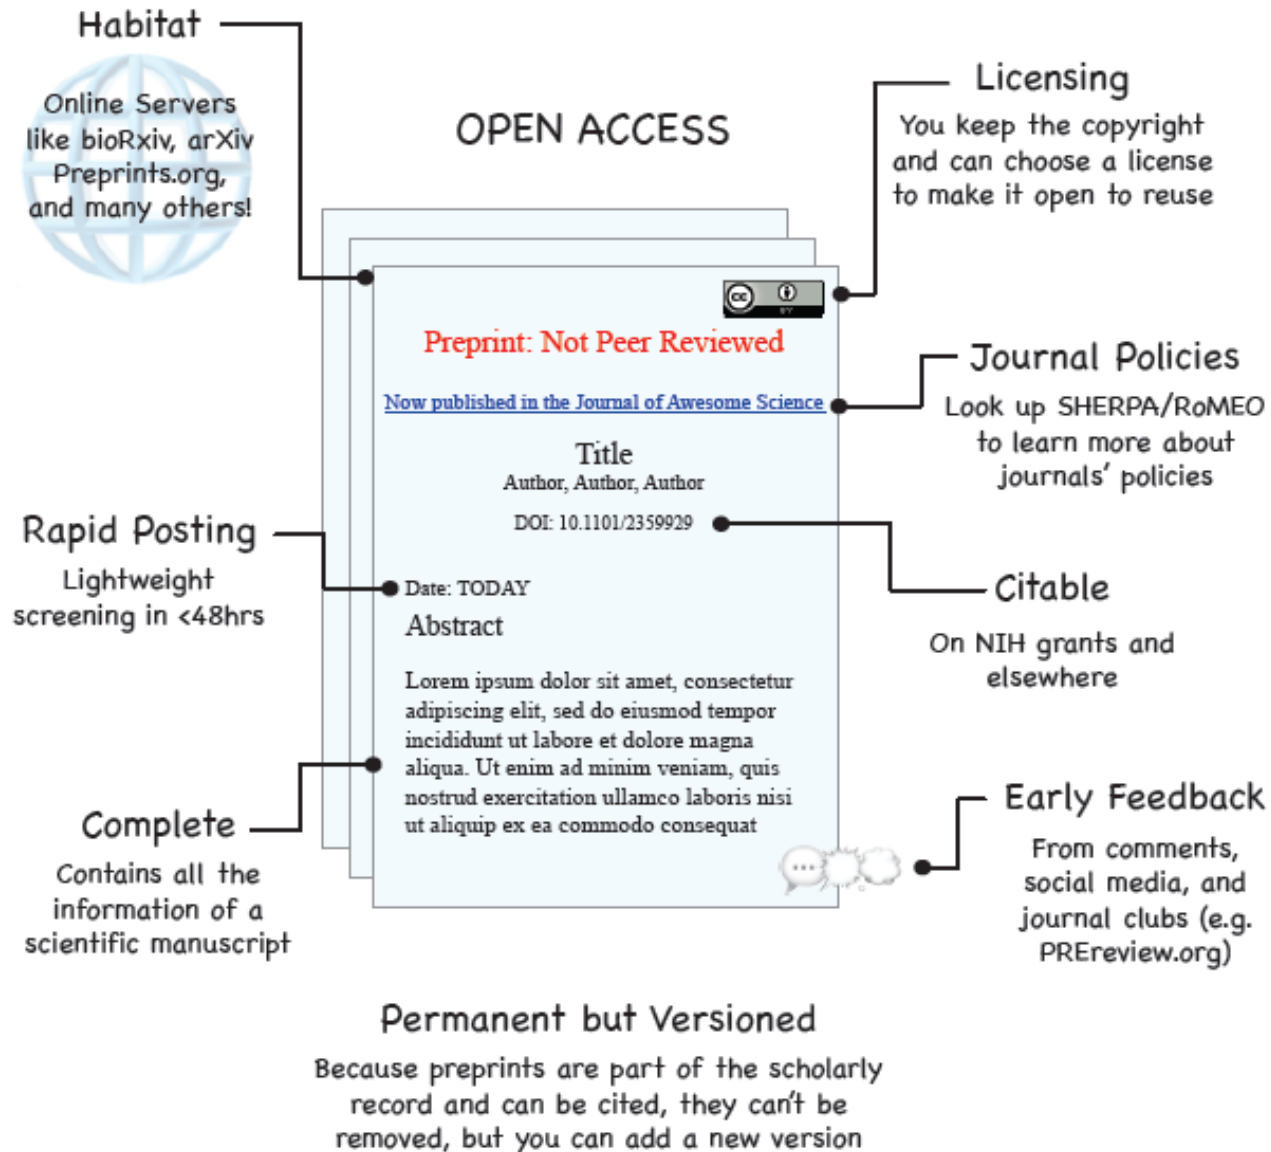 Habitat
Online Servers
like bioRxiv, arXiv
Preprints.org,
and many others!
OPEN ACCESS
Licensing
You keep the copyright
and can choose a license
to make it open to reuse
cc
BY
Preprint: Not Peer Reviewed
Now published in the Journal of Awesome Science
Journal Policies
Look up SHERPA/RoMEO
to learn more about
journals' policies
Title
Author, Author, Author
DOI: 10.1101/2359929
Citable
On NIH grants and
elsewhere
Rapid Posting
Lightweight
screening in <48hrs
Date: TODAY
Abstract
Lorem ipsum dolor sit amet, consectetur
adipiscing elit, sed do eiusmod tempor
incididunt ut labore et dolore magna
aliqua. Ut enim ad minim veniam, quis
nostrud exercitation ullamco laboris nisi
ut aliquip ex ea commodo consequat
Complete
Contains all the
information of a
scientific manuscript
Early Feedback
From comments,
social media, and
journal clubs (e.g.
PREreview.org)
Permanent but Versioned
Because preprints are part of the scholarly
record and can be cited, they can't be
removed, but you can add a new version